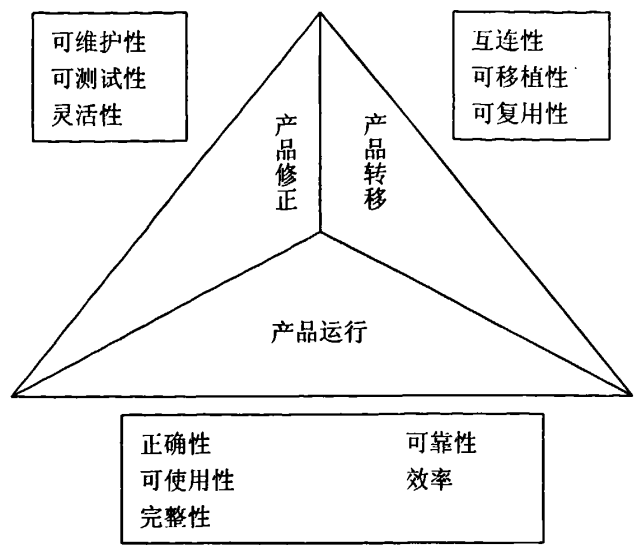 可维护性
可测试性
灵活性
互连性
可移植性
可复用性
产品修正
产品转移
产品运行
正确性 可靠性
可使用性 效率
完整性